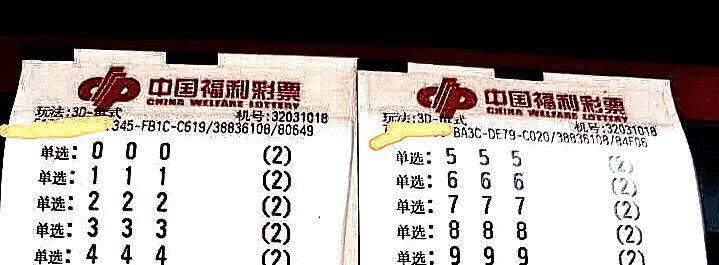 中国福利彩票
CHINA WELFARE LOTTERY
玩法:3D-单式 机号:32031018
345-FB1C-C619/38836108/80649
单选: 0 0 0 (2)
单选: 1 1 1 (2)
单选: 2 2 2 (2)
单选: 3 3 3 (2)
单选: 4 4 4 (2)
中国福利彩票
CHINA WELFARE LOTTERY
玩法:3D-单式 机号:32031018
BA3C-DE79-C020/38836108/84F06
单选: 5 5 5 (2)
单选: 6 6 6 (2)
单选: 7 7 7 (2)
单选: 8 8 8 (2)
单选: 9 9 9 (2)